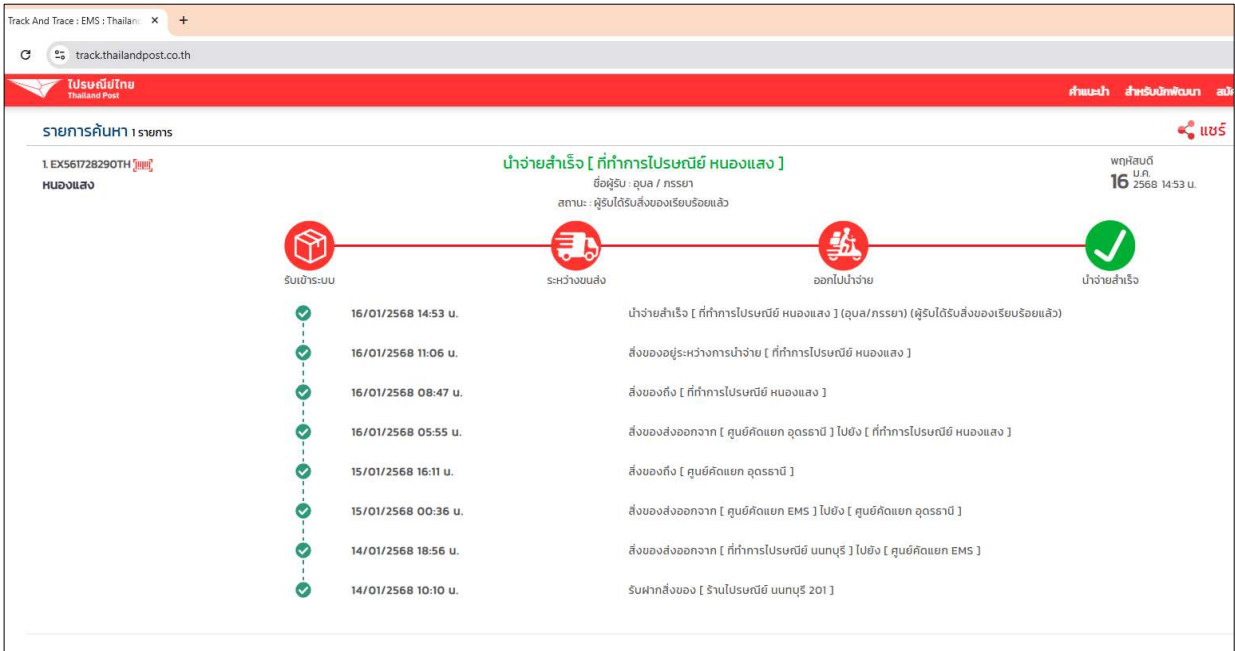 Track And Trace : EMS : Thailand
track.thailandpost.co.th
ไปรษณีย์ไทย
Thailand Post
คำแนะนำ สำหรับนักพัฒนา
รายการค้นหา 1 รายการ
แชร์
1. EX561728290TH
หนองแสง
นำจ่ายสำเร็จ [ ที่ทำการไปรษณีย์ หนองแสง ]
ชื่อผู้รับ : อุบล / ภรรยา
สถานะ : ผู้รับได้รับสิ่งของเรียบร้อยแล้ว
พฤหัสบดี
16 ม.ค. 2568 14:53 น.
รับเข้าระบบ ระหว่างขนส่ง ออกไปนำจ่าย นำจ่ายสำเร็จ
16/01/2568 14:53 น. นำจ่ายสำเร็จ [ ที่ทำการไปรษณีย์ หนองแสง ] (อุบล/ภรรยา) (ผู้รับได้รับสิ่งของเรียบร้อยแล้ว)
16/01/2568 11:06 น. สิ่งของอยู่ระหว่างการนำจ่าย [ ที่ทำการไปรษณีย์ หนองแสง ]
16/01/2568 08:47 น. สิ่งของถึง [ ที่ทำการไปรษณีย์ หนองแสง ]
16/01/2568 05:55 น. สิ่งของส่งออกจาก [ ศูนย์คัดแยก อุดรธานี ] ไปยัง [ ที่ทำการไปรษณีย์ หนองแสง ]
15/01/2568 16:11 น. สิ่งของถึง [ ศูนย์คัดแยก อุดรธานี ]
15/01/2568 00:36 น. สิ่งของส่งออกจาก [ ศูนย์คัดแยก EMS ] ไปยัง [ ศูนย์คัดแยก อุดรธานี ]
14/01/2568 18:56 น. สิ่งของส่งออกจาก [ ที่ทำการไปรษณีย์ นนทบุรี ] ไปยัง [ ศูนย์คัดแยก EMS ]
14/01/2568 10:10 น. รับฝากสิ่งของ [ ร้านไปรษณีย์ นนทบุรี 201 ]